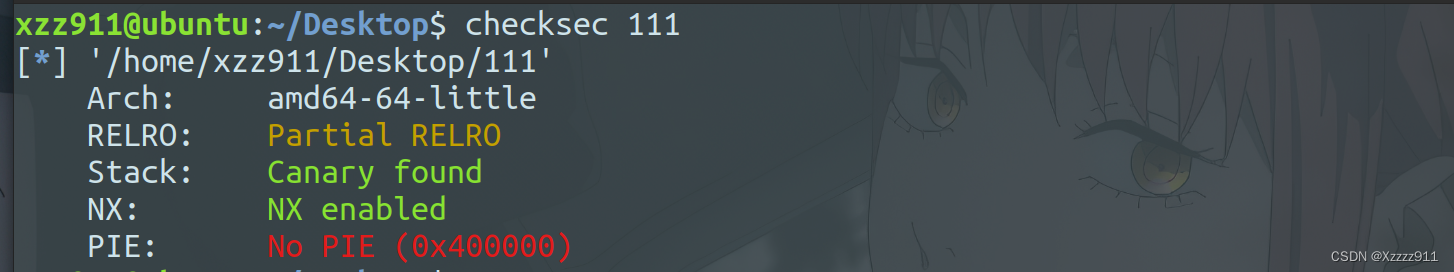 xzz911@ubuntu:~/Desktop$ checksec 111
[*] '/home/xzz911/Desktop/111'
Arch: amd64-64-little
RELRO: Partial RELRO
Stack: Canary found
NX: NX enabled
PIE: No PIE (0x400000)
CSDN @Xzzzz911